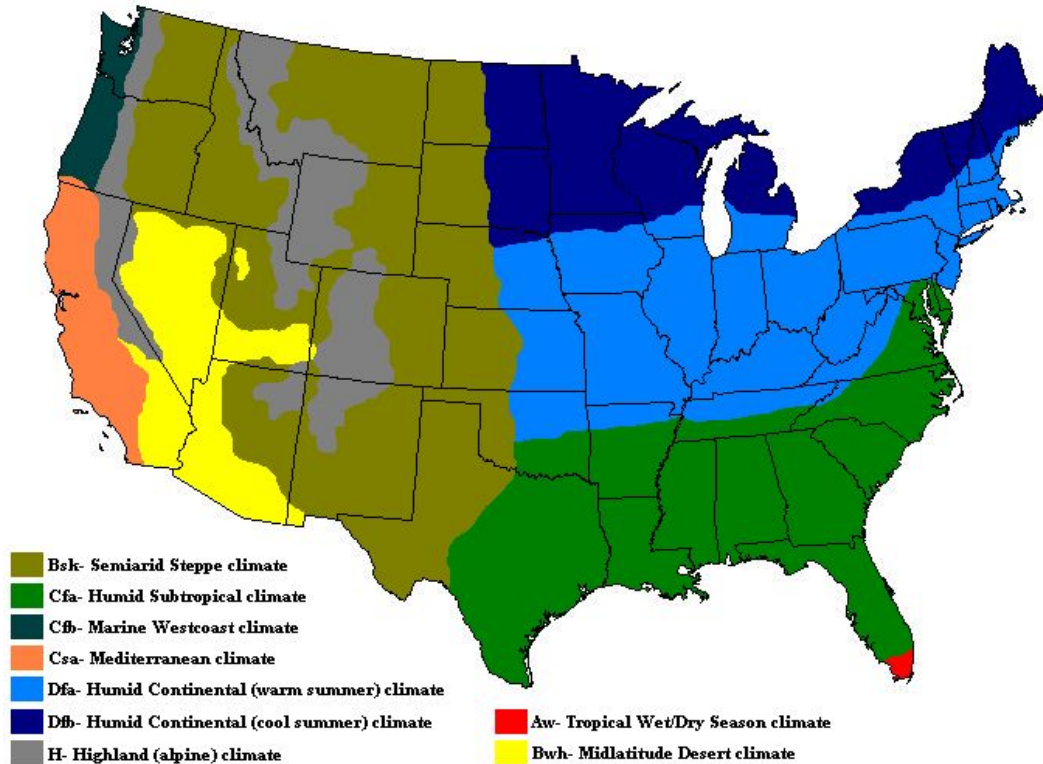 Bsk- Semiarid Steppe climate
Cfa- Humid Subtropical climate
Cfb- Marine Westcoast climate
Csa- Mediterranean climate
Dfa- Humid Continental (warm summer) climate
Dfb- Humid Continental (cool summer) climate
H- Highland (alpine) climate
Aw- Tropical Wet/Dry Season climate
Bwh- Midlatitude Desert climate